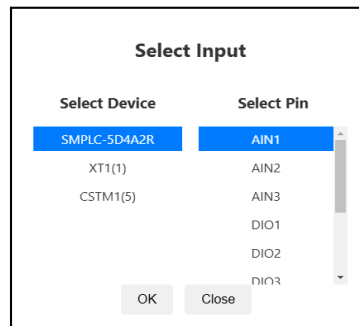 Select Input
Select Device
Select Pin
SMPLC-5D4A2R
AIN1
XT1(1)
AIN2
CSTM1(5)
AIN3
DIO1
DIO2
DIO3
OK
Close